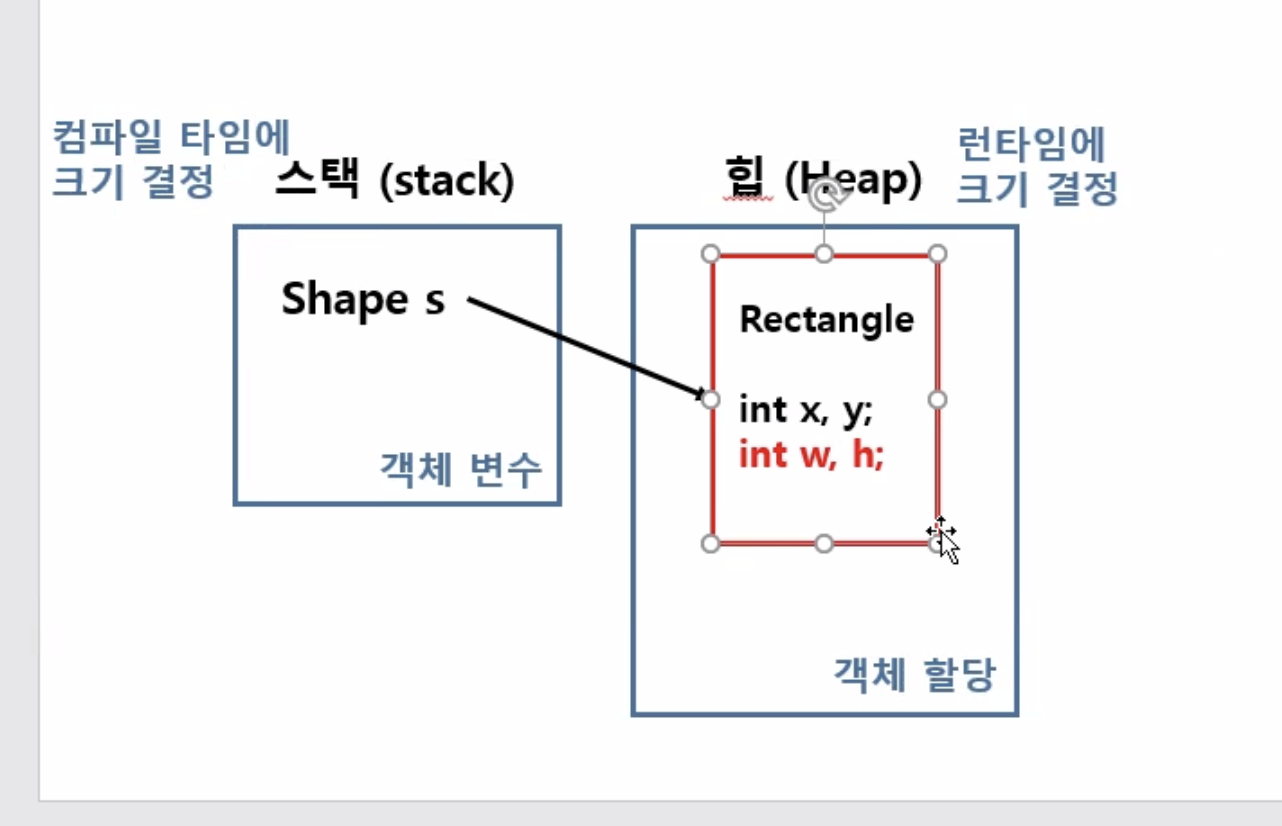 컴파일 타임에
크기 결정
스택 (stack)
힙 (Heap)
런타임에
크기 결정
Shape s
객체 변수
Rectangle
int x, y;
int w, h;
객체 할당